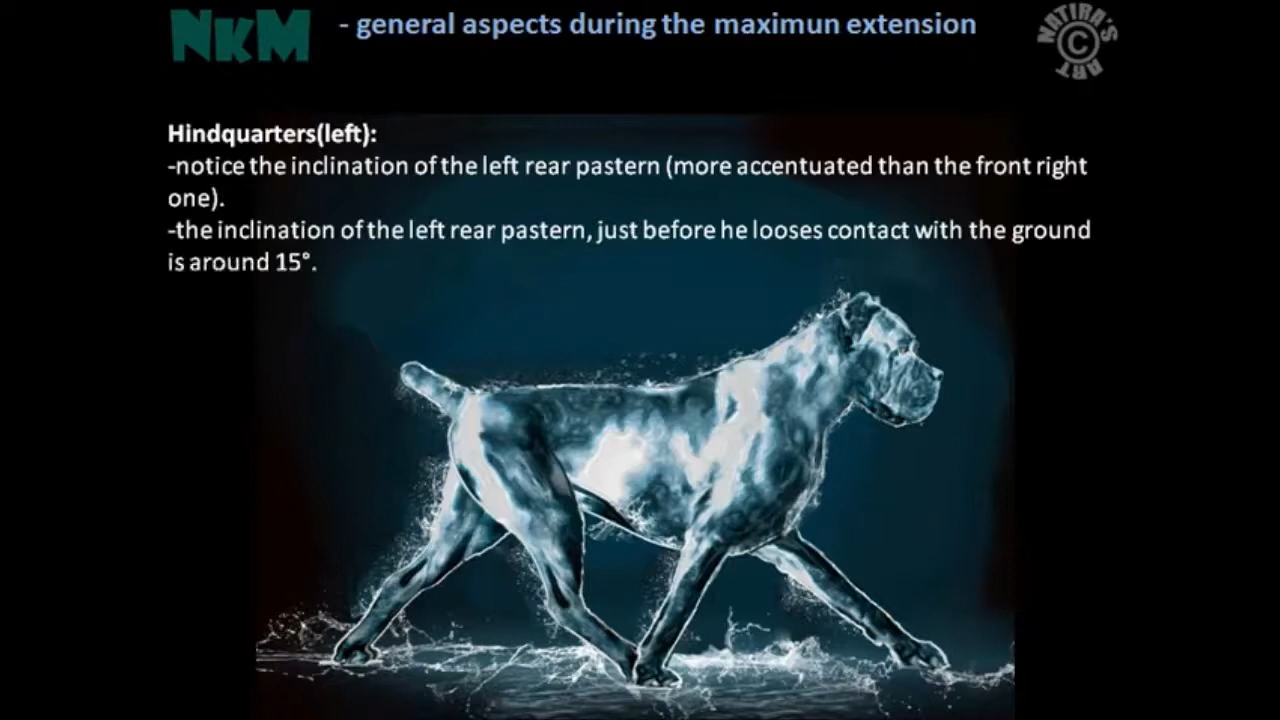 NKM
- general aspects during the maximun extension
NATIRA'S
©
ART
Hindquarters(left):
-notice the inclination of the left rear pastern (more accentuated than the front right
one).
-the inclination of the left rear pastern, just before he looses contact with the ground
is around 15°.